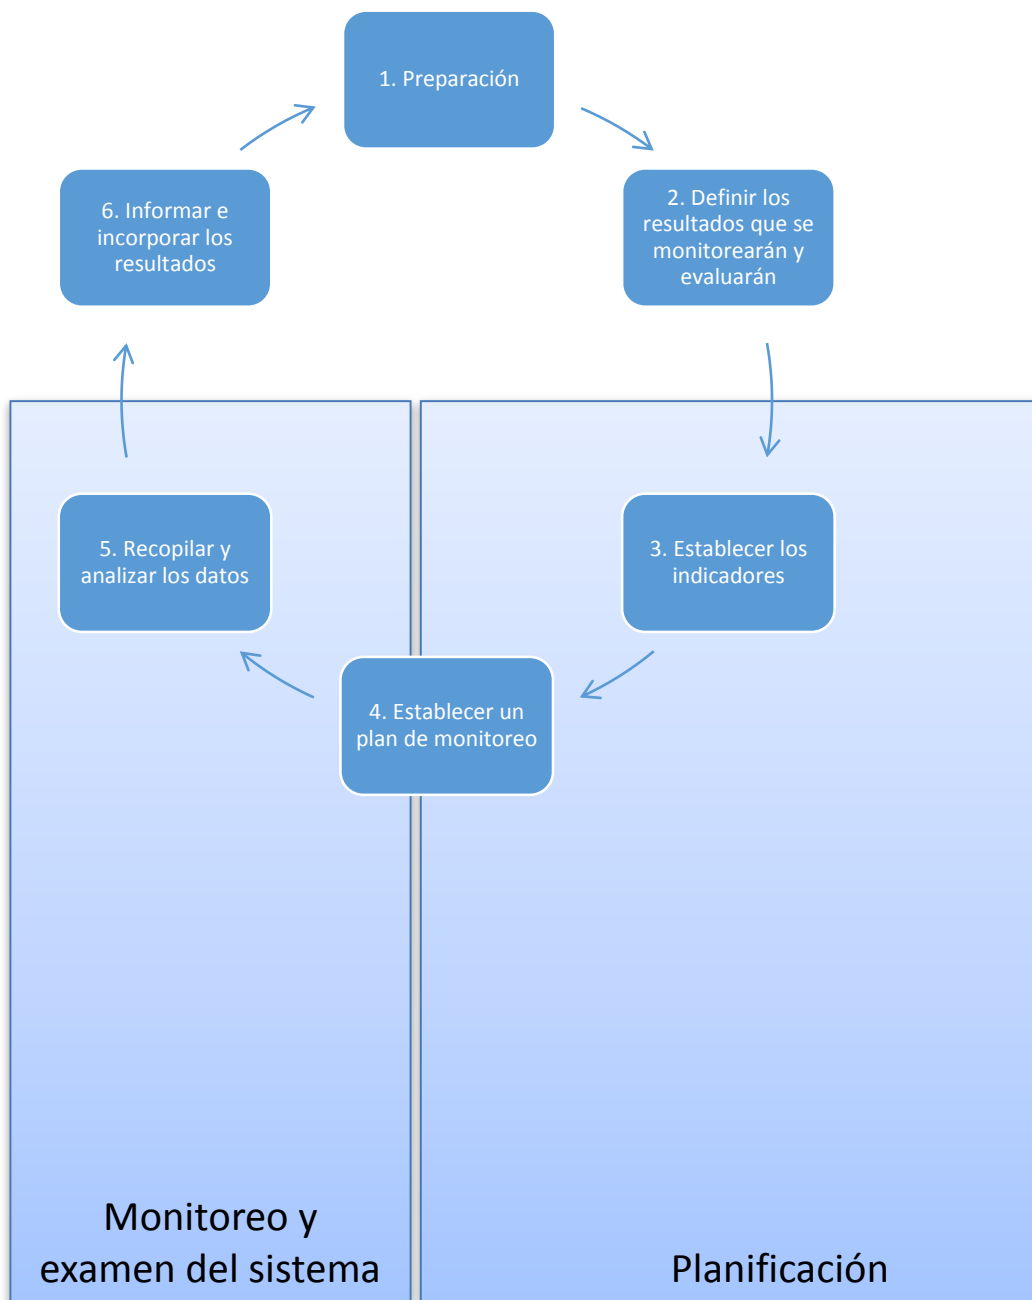 1. Preparación
2. Definir los
resultados que se
monitorearán y
evaluarán
3. Establecer los
indicadores
4. Establecer un
plan de monitoreo
5. Recopilar y
analizar los datos
6. Informar e
incorporar los
resultados
Monitoreo y
examen del sistema
Planificación